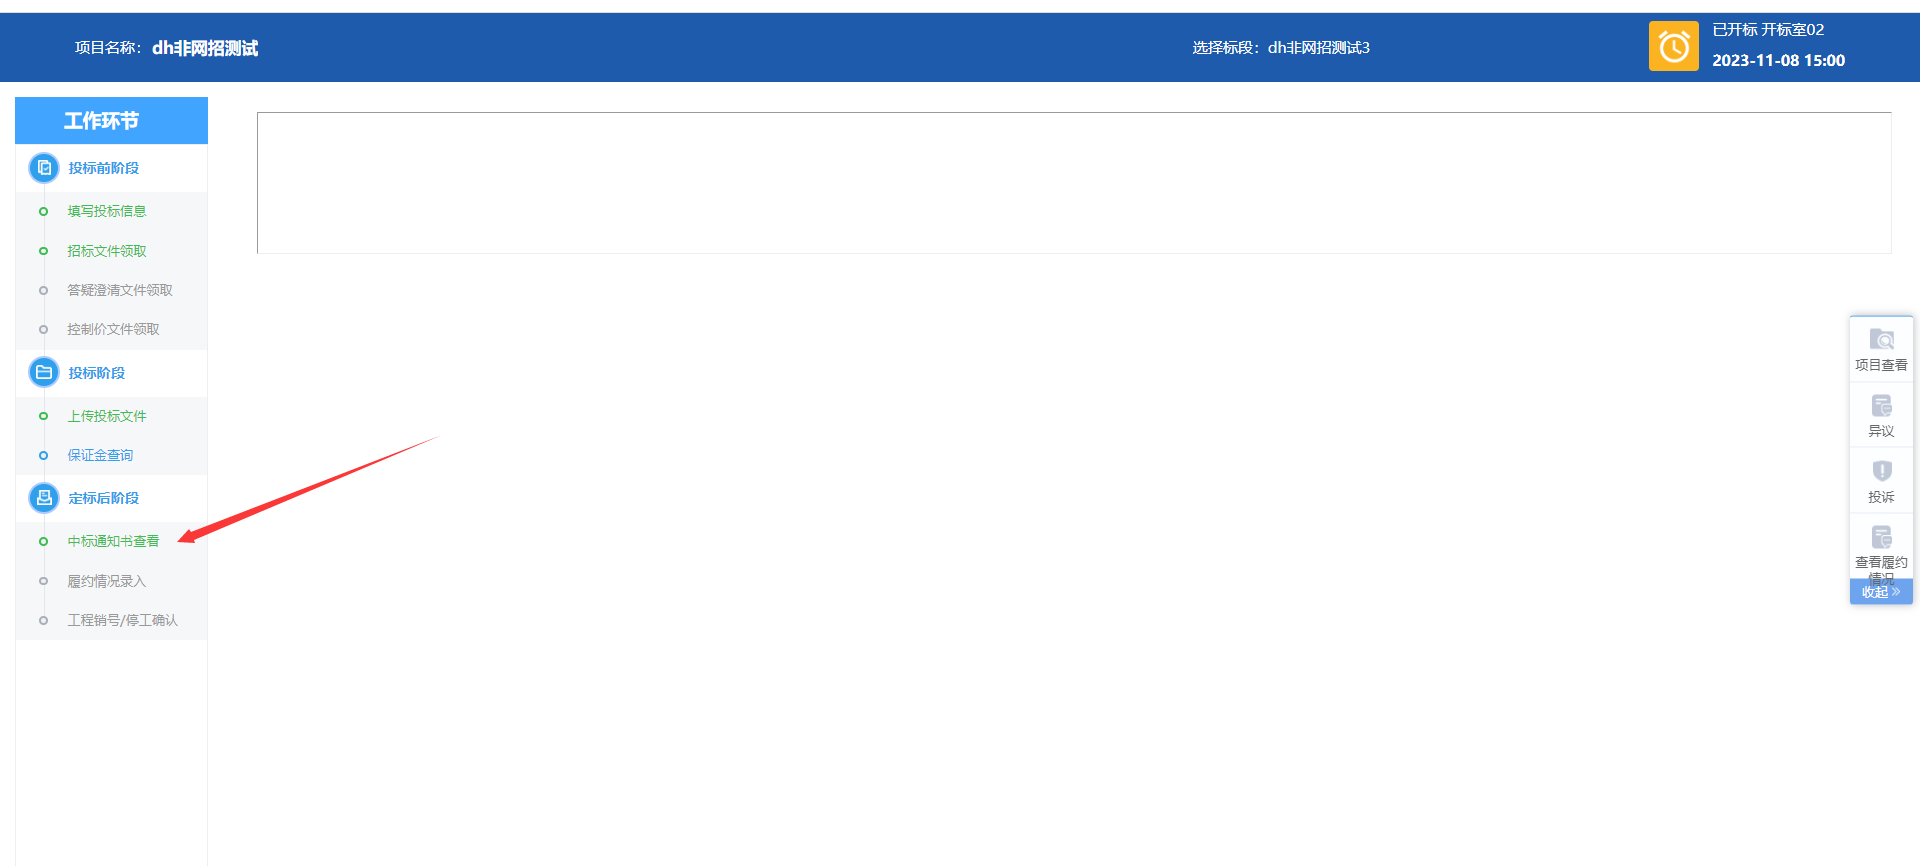 项目名称： dh非网招测试
选择标段：dh非网招测试3
已开标 开标室02
2023-11-08 15:00
工作环节
投标前阶段
填写投标信息
招标文件领取
答疑澄清文件领取
控制价文件领取
投标阶段
上传投标文件
保证金查询
定标后阶段
中标通知书查看
履约情况录入
工程销号/停工确认
项目查看
异议
投诉
查看履约
情况
收起